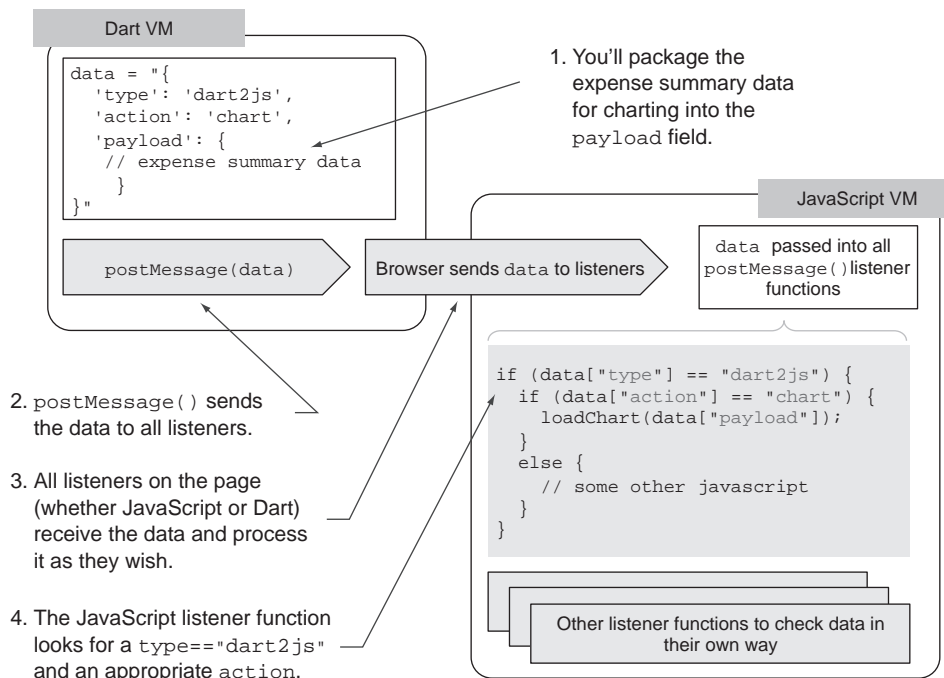 Dart VM
data = "{
'type': 'dart2js',
'action': 'chart',
'payload': {
// expense summary data
}
}"
1. You'll package the
expense summary data
for charting into the
payload field.
JavaScript VM
postMessage(data)
Browser sends data to listeners
data passed into all
postMessage()listener
functions
if (data["type"] == "dart2js") {
if (data["action"] == "chart") {
loadChart(data["payload"]);
}
else {
// some other javascript
}
}
2. postMessage() sends
the data to all listeners.
3. All listeners on the page
(whether JavaScript or Dart)
receive the data and process
it as they wish.
4. The JavaScript listener function
looks for a type=="dart2js"
and an appropriate action.
Other listener functions to check data in
their own way